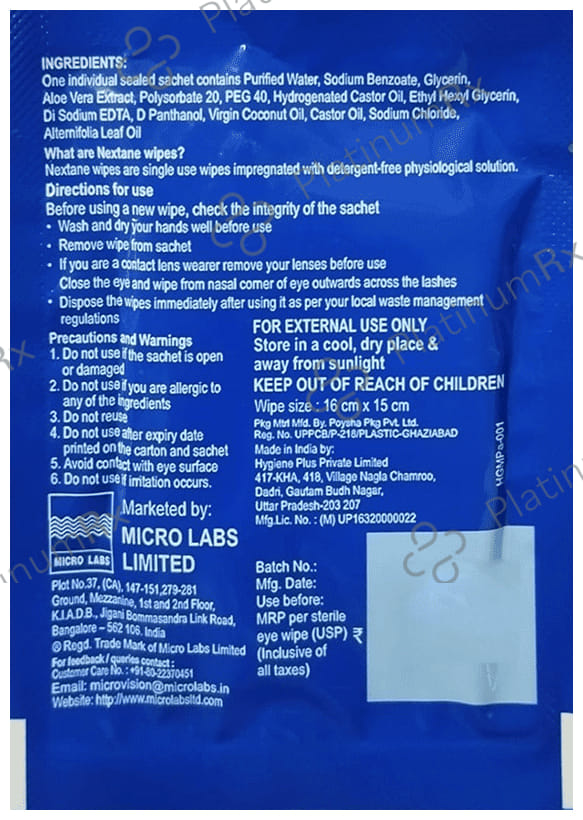 INGREDIENTS:
One individual sealed sachet contains Purified Water, Sodium Benzoate, Glycerin,
Aloe Vera Extract, Polysorbate 20, PEG 40, Hydrogenated Castor Oil, Ethyl Hexyl Glycerin,
Di Sodium EDTA, D Panthanol, Virgin Coconut Oil, Castor Oil, Sodium Chloride,
Alternifolia Leaf Oil
What are Nextane wipes?
Nextane wipes are single use wipes impregnated with detergent-free physiological solution.
Directions for use
Before using a new wipe, check the integrity of the sachet
• Wash and dry your hands well before use
• Remove wipe from sachet
• If you are a contact lens wearer remove your lenses before use
Close the eye and wipe from nasal corner of eye outwards across the lashes
• Dispose the wipes immediately after using it as per your local waste management
regulations
Precautions and Warnings
1. Do not use if the sachet is open
or damaged
2. Do not use if you are allergic to
any of the ingredients
3. Do not reuse
4. Do not use after expiry date
printed on the carton and sachet
5. Avoid contact with eye surface
6. Do not use if irritation occurs.
FOR EXTERNAL USE ONLY
Store in a cool, dry place &
away from sunlight
KEEP OUT OF REACH OF CHILDREN
Wipe size : 16 cm x 15 cm
Pkg Mtrl Mfd. By. Poysha Pkg Pvt. Ltd.
Reg. No. UPPCB/P-218/PLASTIC-GHAZIABAD
Made in India by:
Hygiene Plus Private Limited
417-KHA, 418, Village Nagla Chamroo,
Dadri, Gautam Budh Nagar,
Uttar Pradesh-203 207
Mfg.Lic. No. : (M) UP16320000022
HGMPa-001
MICRO LABS
Marketed by:
MICRO LABS
LIMITED
Plot No.37, (CA), 147-151,279-281
Ground, Mezzanine, 1st and 2nd Floor,
K.I.A.D.B., Jigani Bommasandra Link Road,
Bangalore – 562 106. India
® Regd. Trade Mark of Micro Labs Limited
For feedback / queries contact :
Customer Care No. : +91-80-22370451
Email: microvision@microlabs.in
Website: http://www.microlabsltd.com
Batch No.:
Mfg. Date:
Use before:
MRP per sterile
eye wipe (USP) ₹
(Inclusive of
all taxes)
PlatinumRx
PlatinumRx
PlatinumRx